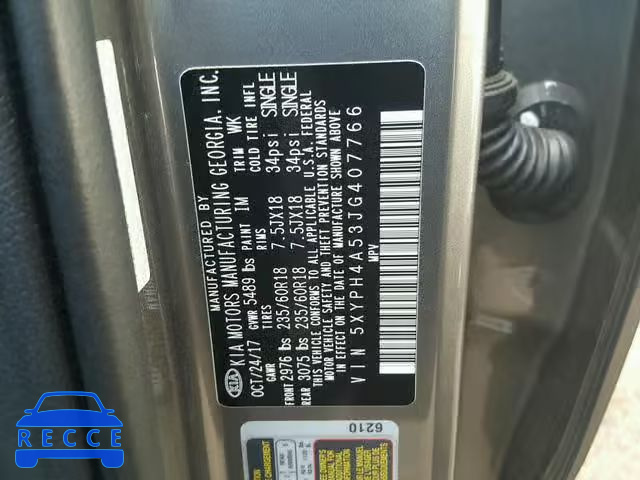 MANUFACTURED BY
KIA MOTORS MANUFACTURING GEORGIA, INC.
KIA
OCT/24/17 GVWR 5489 lbs PAINT IM TRIM WK
GAWR TIRES RIMS COLD TIRE INFL
FRONT 2976 lbs 235/60R18 7.5JX18 34psi SINGLE
REAR 3075 lbs 235/60R18 7.5JX18 34psi SINGLE
THIS VEHICLE CONFORMS TO ALL APPLICABLE U.S.A. FEDERAL
MOTOR VEHICLE SAFETY AND THEFT PREVENTION STANDARDS
IN EFFECT ON THE DATE OF MANUFACTURE SHOWN ABOVE
VIN 5XYPH4A53JG407766
MPV
6210
RECCE